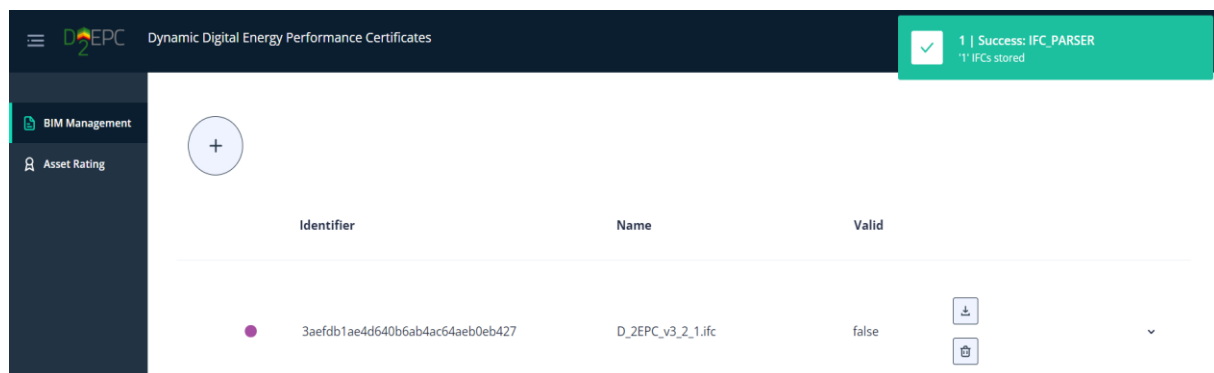 D2EPC Dynamic Digital Energy Performance Certificates
1 | Success: IFC_PARSER
'1' IFCs stored
BIM Management
Asset Rating
+
Identifier Name Valid
3aefdb1ae4d640b6ab4ac64aeb0eb427 D_2EPC_v3_2_1.ifc false